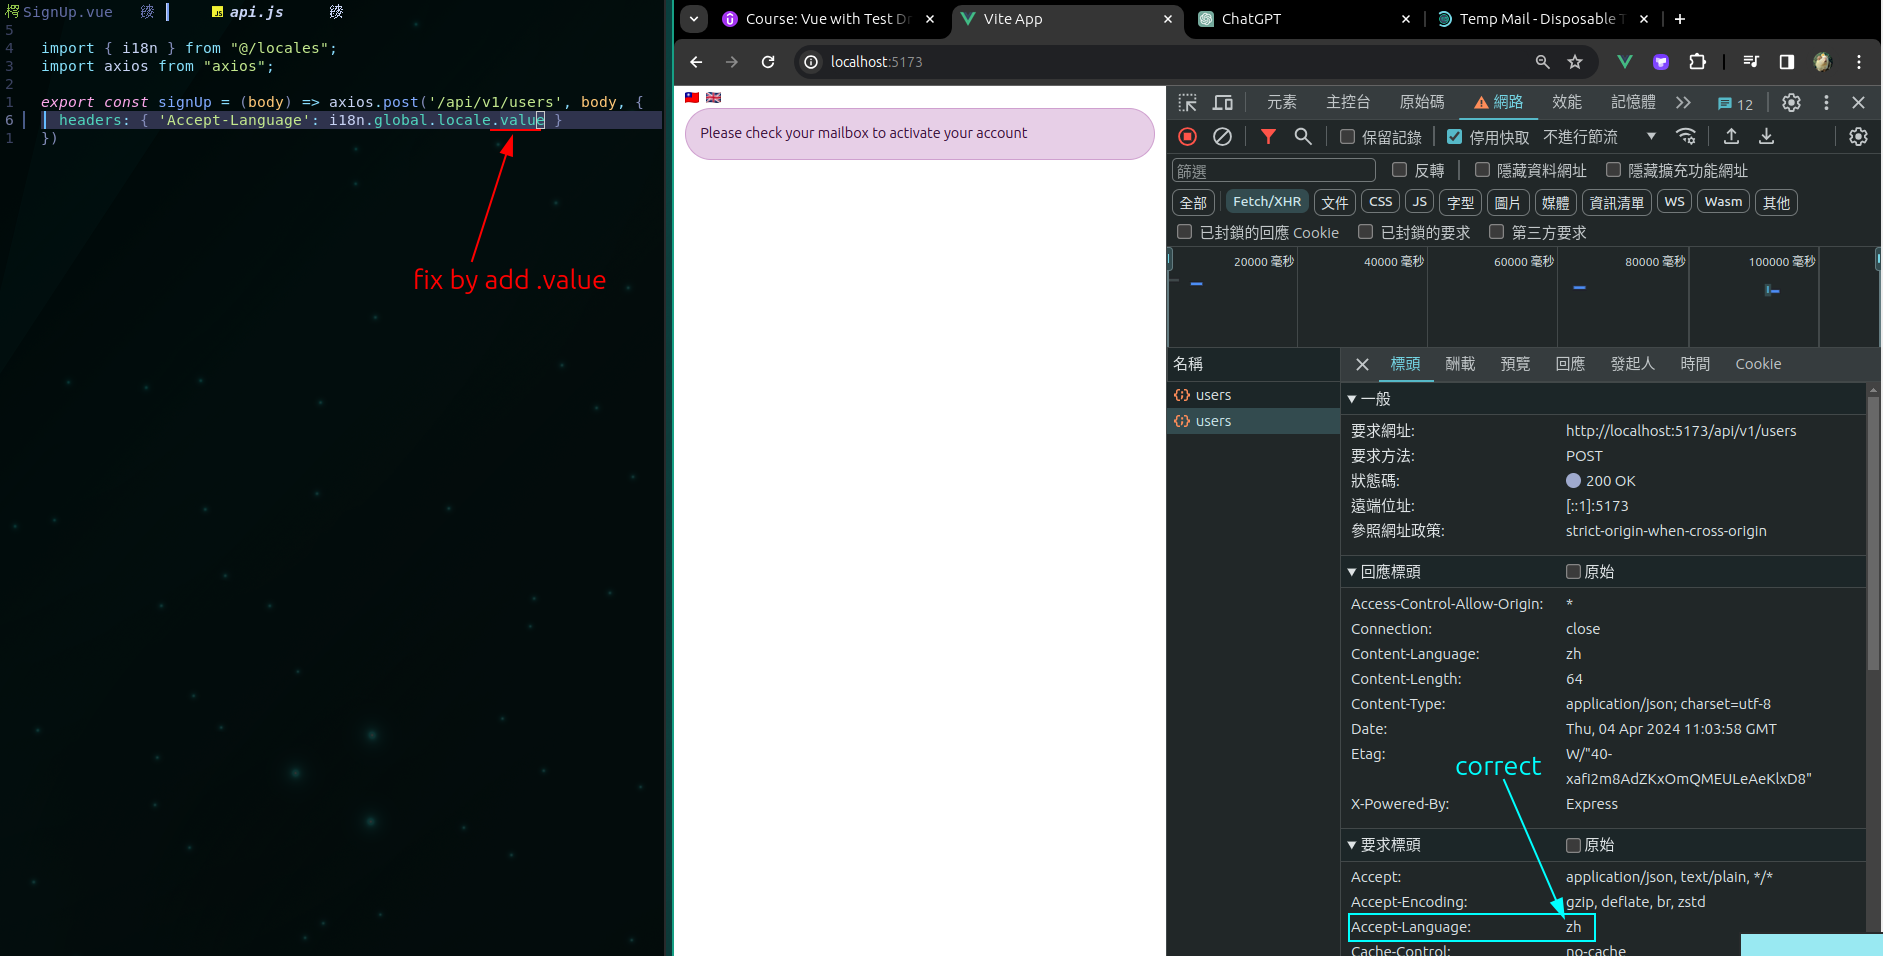 SignUp.vue
api.js
5
4 import { i18n } from "@/locales";
3 import axios from "axios";
2
1 export const signUp = (body) => axios.post('/api/v1/users', body, {
6 headers: { 'Accept-Language': i18n.global.locale.value }
1 })
fix by add .value
Course: Vue with Test Dr
Vite App
ChatGPT
Temp Mail - Disposable T
localhost:5173
Please check your mailbox to activate your account
元素 主控台 原始碼 網路 效能 記憶體 12
保留記錄 停用快取 不進行節流
篩選 反轉 隱藏資料網址 隱藏擴充功能網址
全部 Fetch/XHR 文件 CSS JS 字型 圖片 媒體 資訊清單 WS Wasm 其他
已封鎖的回應 Cookie 已封鎖的要求 第三方要求
20000 毫秒 40000 毫秒 60000 毫秒 80000 毫秒 100000 毫秒
名稱
users
users
標頭 酬載 預覽 回應 發起人 時間 Cookie
一般
要求網址: http://localhost:5173/api/v1/users
要求方法: POST
狀態碼: 200 OK
遠端位址: [::1]:5173
參照網址政策: strict-origin-when-cross-origin
回應標頭 原始
Access-Control-Allow-Origin: *
Connection: close
Content-Language: zh
Content-Length: 64
Content-Type: application/json; charset=utf-8
Date: Thu, 04 Apr 2024 11:03:58 GMT
Etag: W/"40-
xafi2m8AdZKxOmQMEULeAeKlxD8"
X-Powered-By: Express
correct
要求標頭 原始
Accept: application/json, text/plain, */*
Accept-Encoding: gzip, deflate, br, zstd
Accept-Language: zh
Cache-Control: no-cache